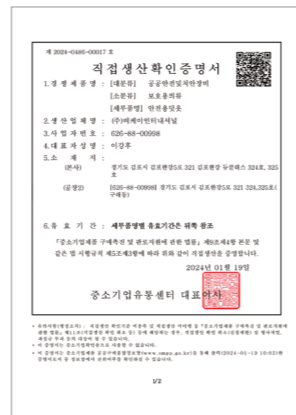 제 2024-0486-00017 호
직접생산확인증명서
1. 경 쟁 제 품 명 : [대분류] 공공안전및치안장비
[소분류] 보호용의류
[세부품명] 안전용덧옷
2. 생 산 업 체 명 : (주)태케이인터내셔널
3. 사 업 자 번 호 : 626-88-00998
4. 대 표 자 성 명 : 이강후
5. 소 재 지 :
(본사) 경기도 김포시 김포한강5로 321 김포한강 듀클래스 324호, 325
호
(공장2) [626-88-00998] 경기도 김포시 김포한강5로 321 324,325호(
구래동)
6. 유 효 기 간 : 세부품명별 유효기간은 뒤쪽 참조
「중소기업제품 구매촉진 및 판로지원에 관한 법률」 제9조제4항 본문 및
같은 법 시행규칙 제5조제3항에 따라 위와 같이 직접생산을 증명합니다.
2024년 01월 19일
중소기업유통센터 대표이사
1/2